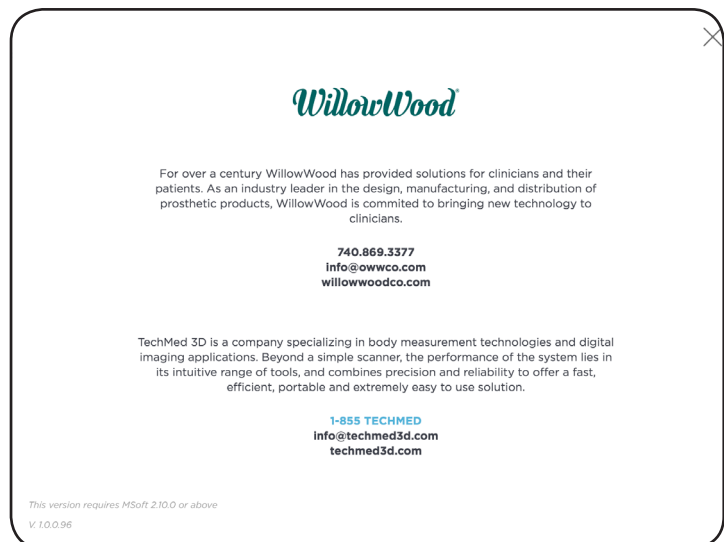 WillowWood®
For over a century WillowWood has provided solutions for clinicians and their
patients. As an industry leader in the design, manufacturing, and distribution of
prosthetic products, WillowWood is commited to bringing new technology to
clinicians.
740.869.3377
info@owwco.com
willowwoodco.com
TechMed 3D is a company specializing in body measurement technologies and digital
imaging applications. Beyond a simple scanner, the performance of the system lies in
its intuitive range of tools, and combines precision and reliability to offer a fast,
efficient, portable and extremely easy to use solution.
1-855 TECHMED
info@techmed3d.com
techmed3d.com
This version requires MSoft 2.10.0 or above
V. 1.0.0.96